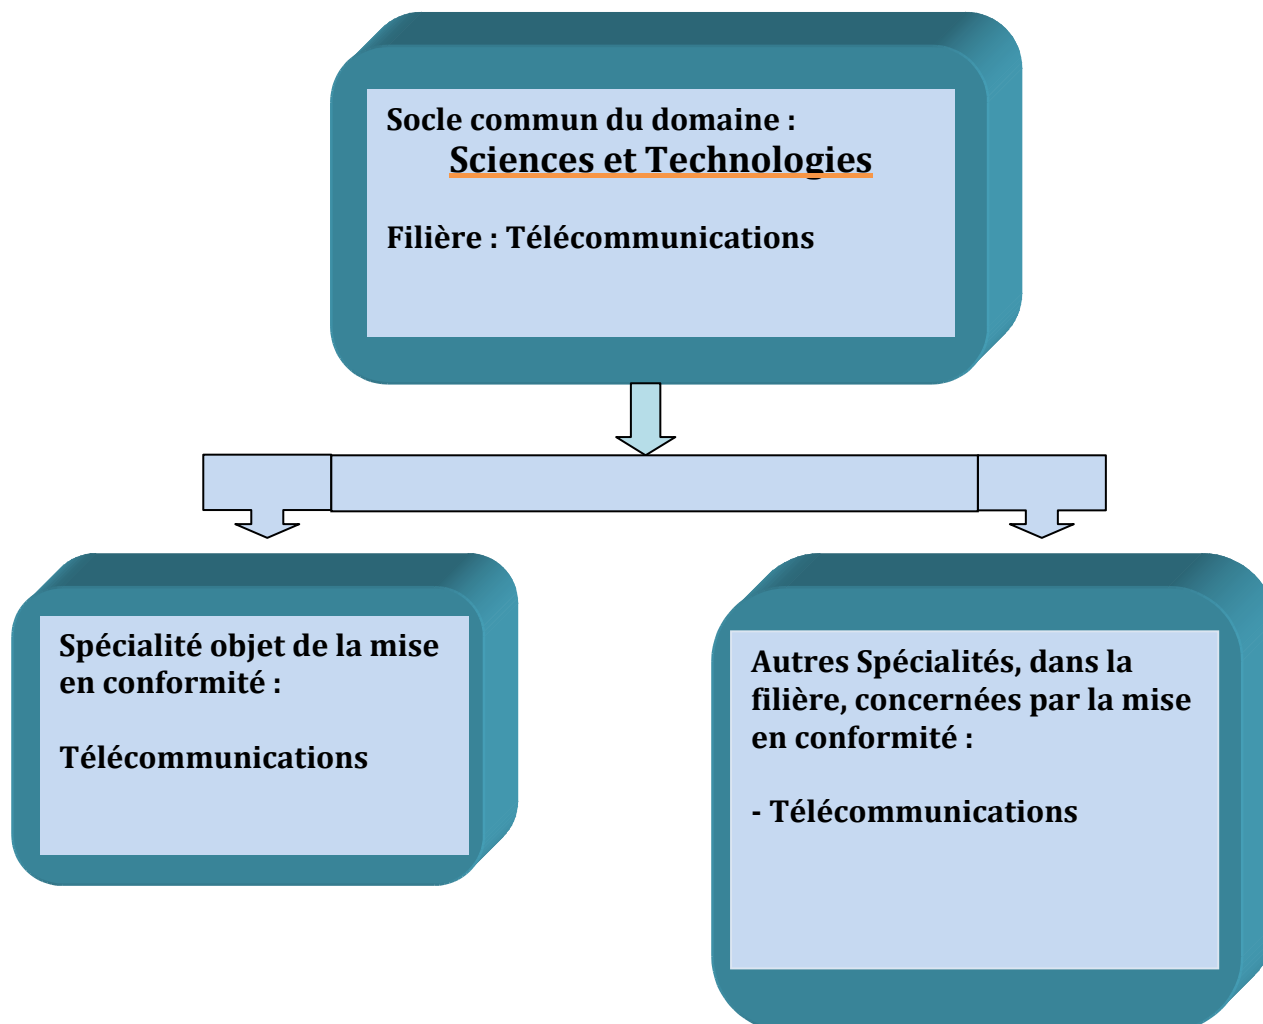 Socle commun du domaine :
Sciences et Technologies
Filière : Télécommunications
Spécialité objet de la mise
en conformité :
Télécommunications
Autres Spécialités, dans la
filière, concernées par la mise
en conformité :
- Télécommunications